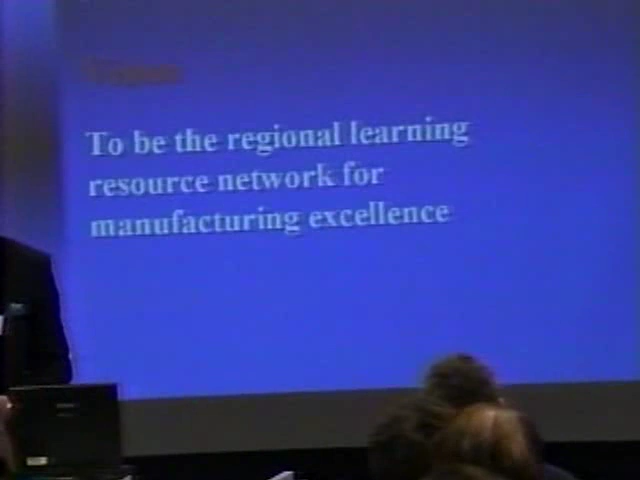 To be the regional learning
resource network for
manufacturing excellence